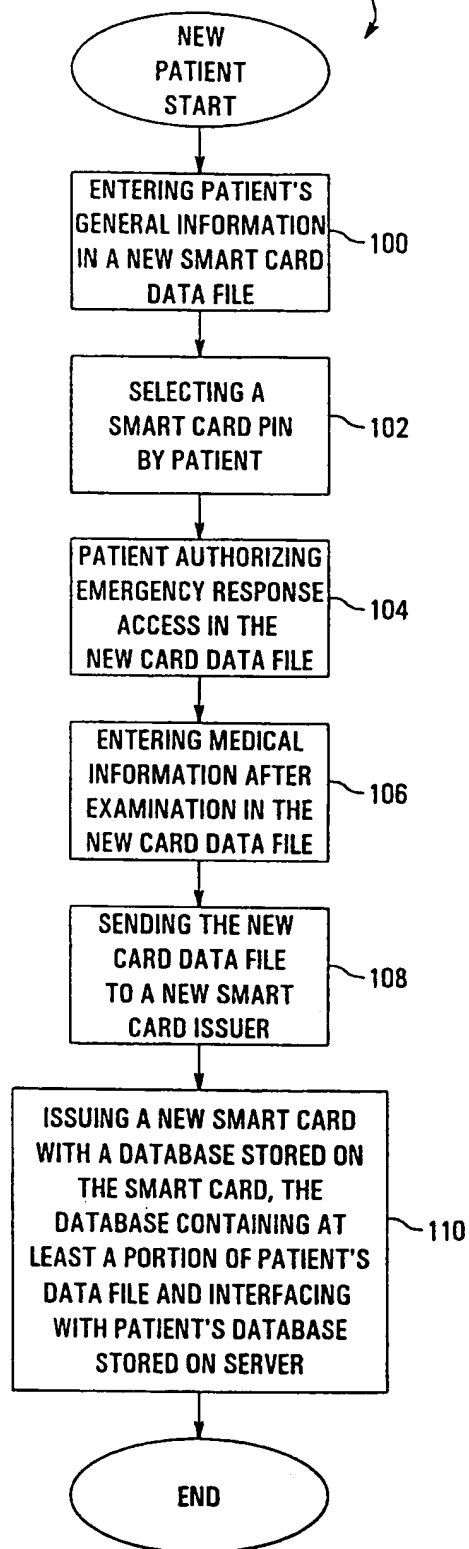 NEW
PATIENT
START
ENTERING PATIENT'S
GENERAL INFORMATION
IN A NEW SMART CARD
DATA FILE
100
SELECTING A
SMART CARD PIN
BY PATIENT
102
PATIENT AUTHORIZING
EMERGENCY RESPONSE
ACCESS IN THE
NEW CARD DATA FILE
104
ENTERING MEDICAL
INFORMATION AFTER
EXAMINATION IN THE
NEW CARD DATA FILE
106
SENDING THE NEW
CARD DATA FILE
TO A NEW SMART
CARD ISSUER
108
ISSUING A NEW SMART CARD
WITH A DATABASE STORED ON
THE SMART CARD, THE
DATABASE CONTAINING AT
LEAST A PORTION OF PATIENT'S
DATA FILE AND INTERFACING
WITH PATIENT'S DATABASE
STORED ON SERVER
110
END